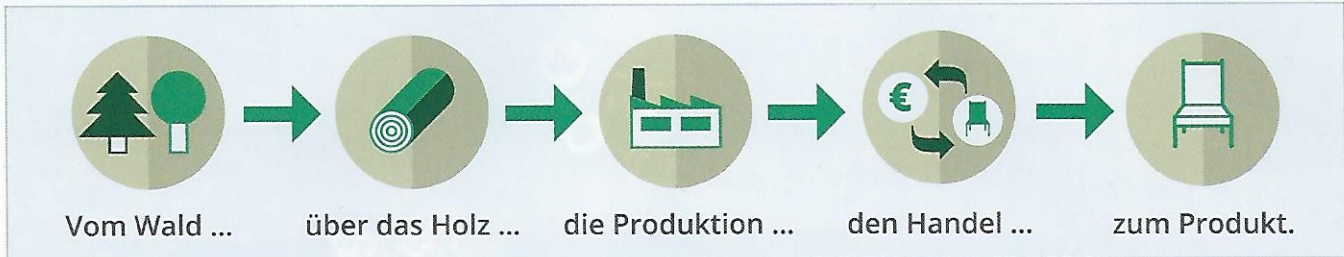 €
Vom Wald ...
über das Holz ...
die Produktion ...
den Handel ...
zum Produkt.